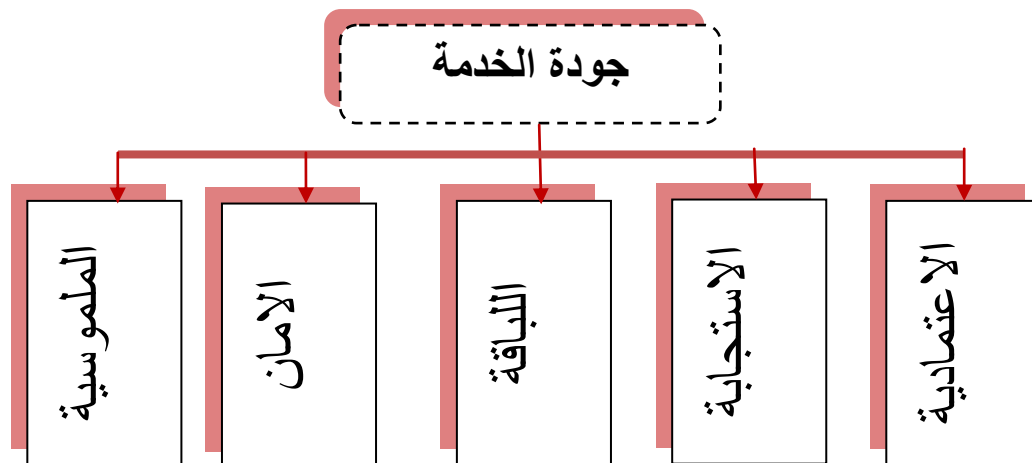 جودة الخدمة
الاعتمادية
الاستجابة
اللباقة
الامان
الملموسية